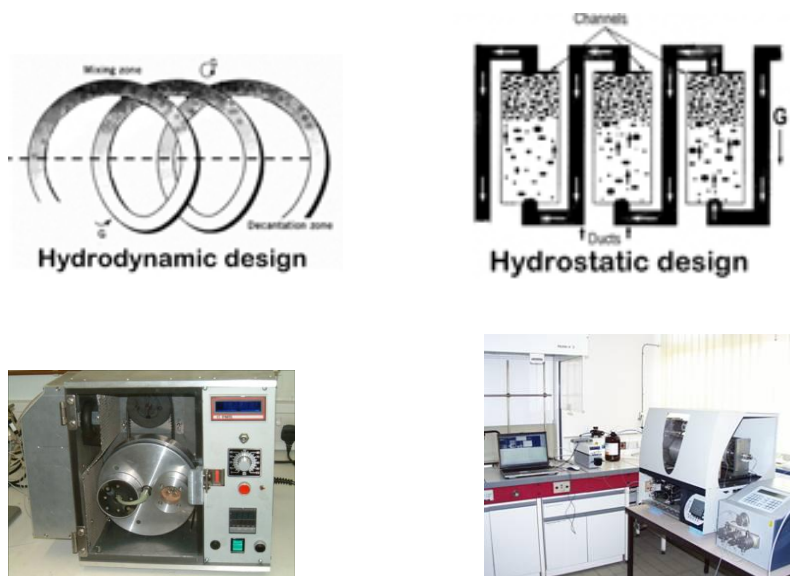 Mixing zone
G
G
Decantation zone
Hydrodynamic design
Channels
G
Ducts
Hydrostatic design